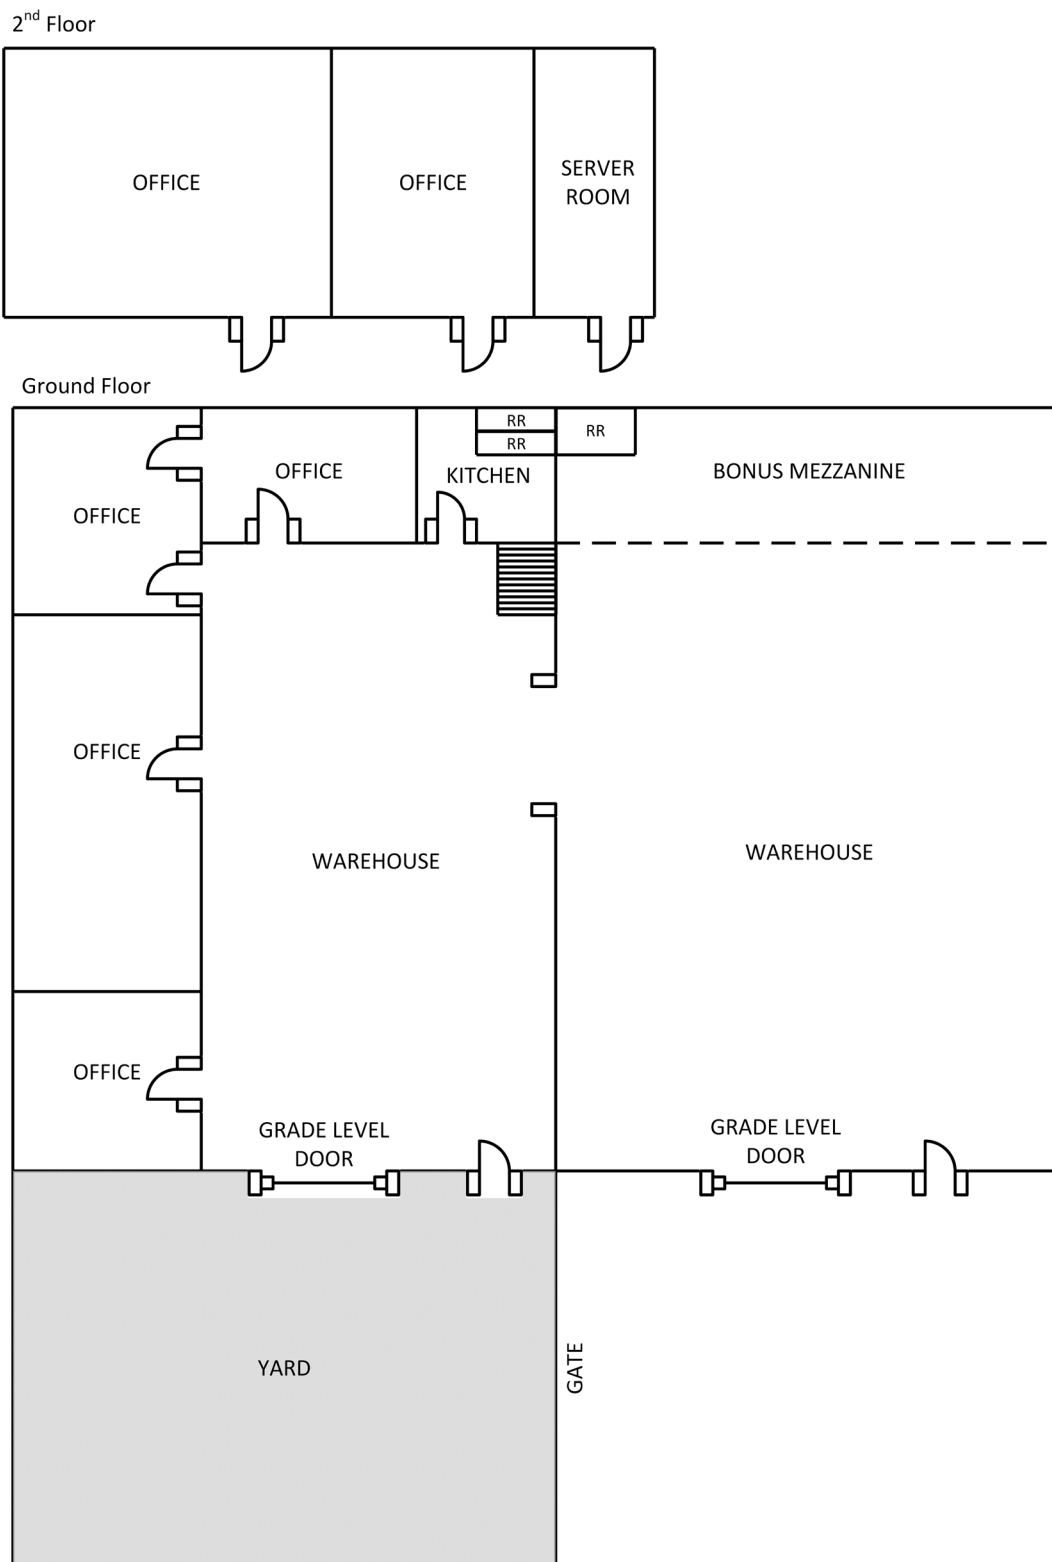 2nd Floor
OFFICE
OFFICE
SERVER
ROOM
Ground Floor
RR
RR
RR
OFFICE
KITCHEN
BONUS MEZZANINE
OFFICE
OFFICE
WAREHOUSE
WAREHOUSE
OFFICE
GRADE LEVEL
DOOR
GRADE LEVEL
DOOR
YARD
GATE